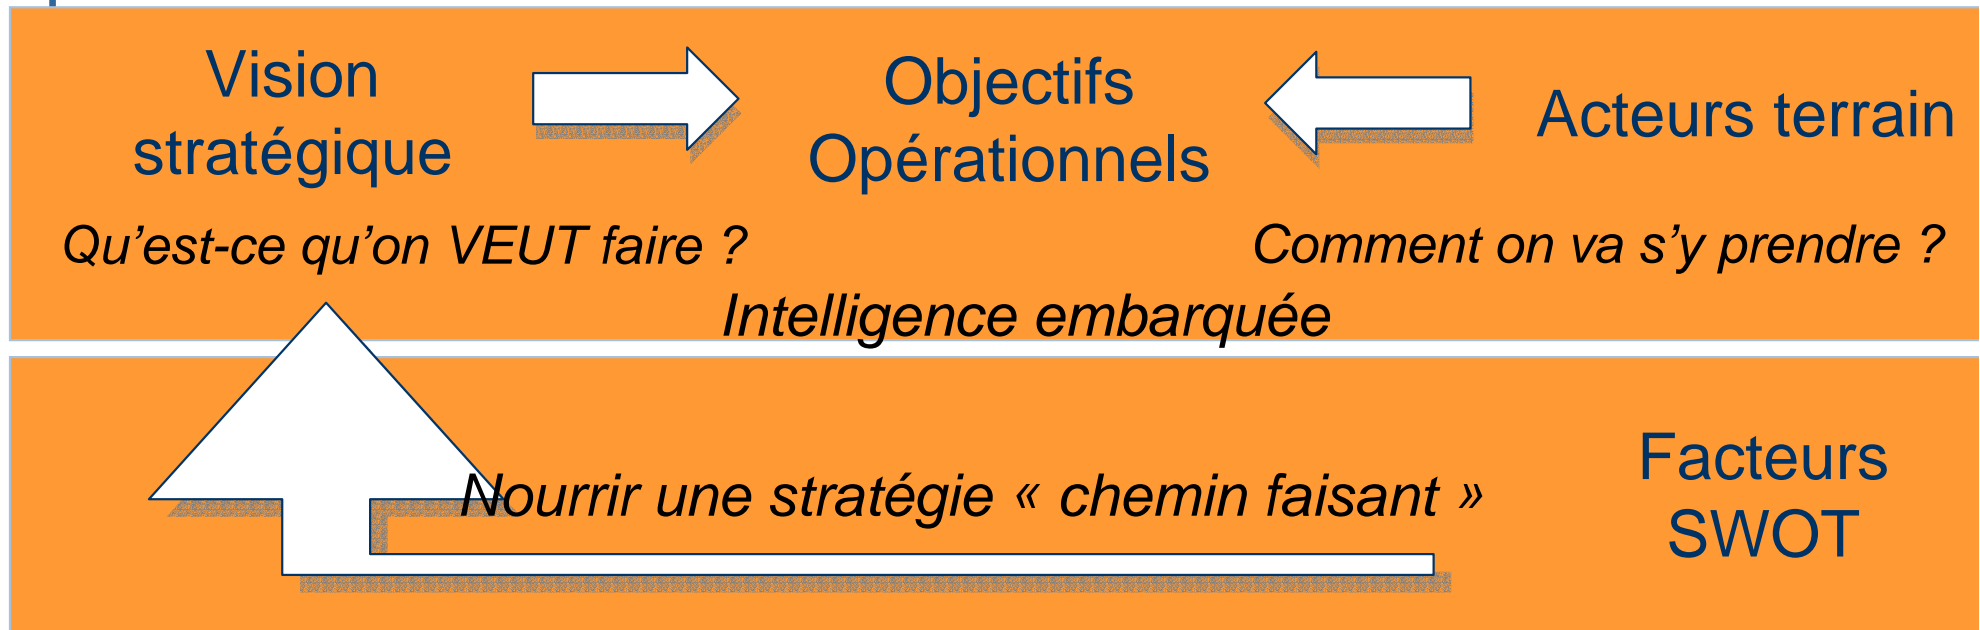 Vision
stratégique
Objectifs
Opérationnels
Acteurs terrain
Qu’est-ce qu’on VEUT faire ?
Comment on va s’y prendre ?
Intelligence embarquée
Nourrir une stratégie « chemin faisant »
Facteurs
SWOT